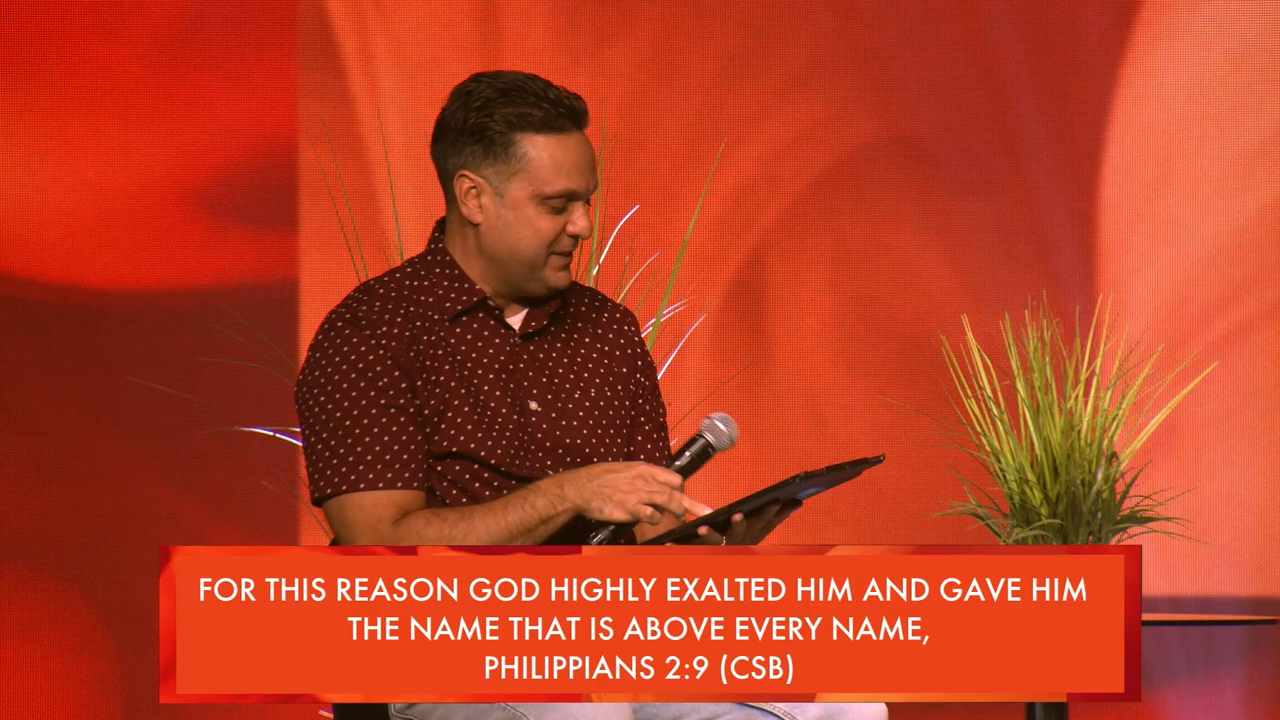 FOR THIS REASON GOD HIGHLY EXALTED HIM AND GAVE HIM
THE NAME THAT IS ABOVE EVERY NAME,
PHILIPPIANS 2:9 (CSB)